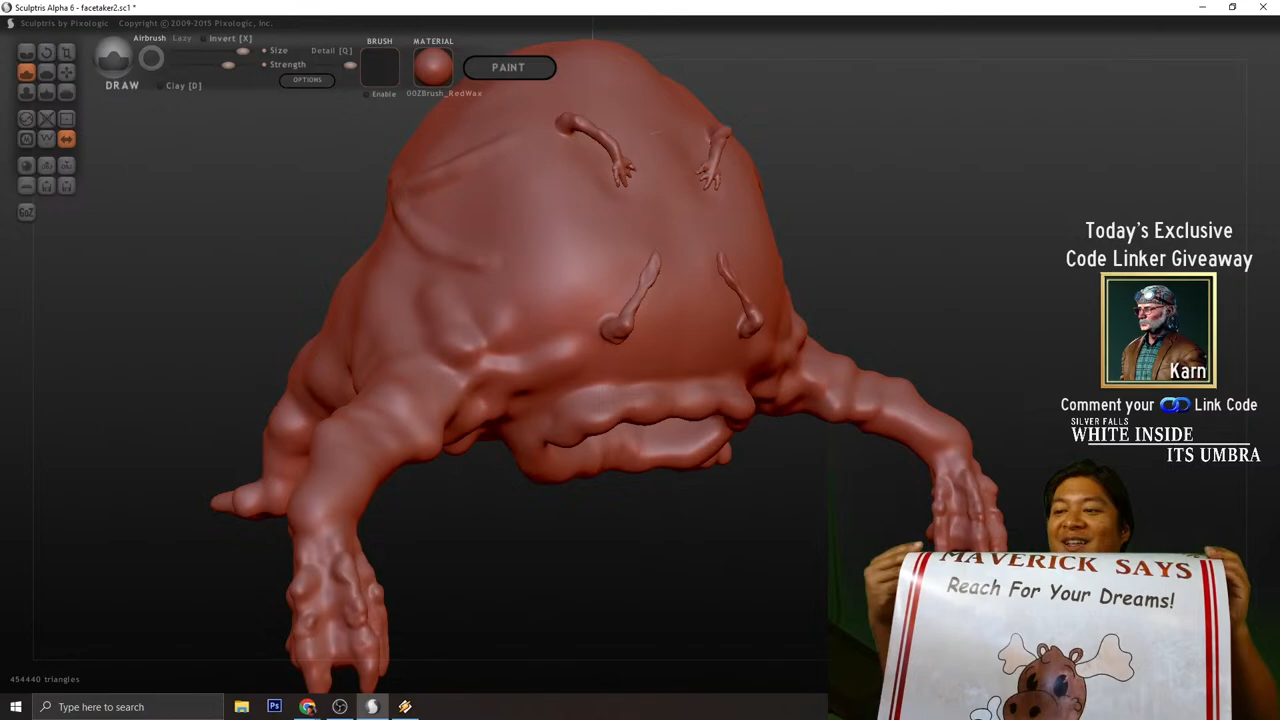 Sculptris Alpha 6 - facetaker2.sc1 *
Sculptris by Pixologic Copyright © 2009-2015 Pixologic, Inc.
Airbrush Lazy Invert [X]
Size Detail [Q]
Strength
OPTIONS
DRAW Clay [D]
BRUSH
Enable
MATERIAL
00ZBrush_RedWax
PAINT
GoZ
Today's Exclusive
Code Linker Giveaway
Karn
Comment your Link Code
SILVER FALLS
WHITE INSIDE
ITS UMBRA
MAVERICK SAYS
Reach For Your Dreams!
454440 triangles
Type here to search
Ps